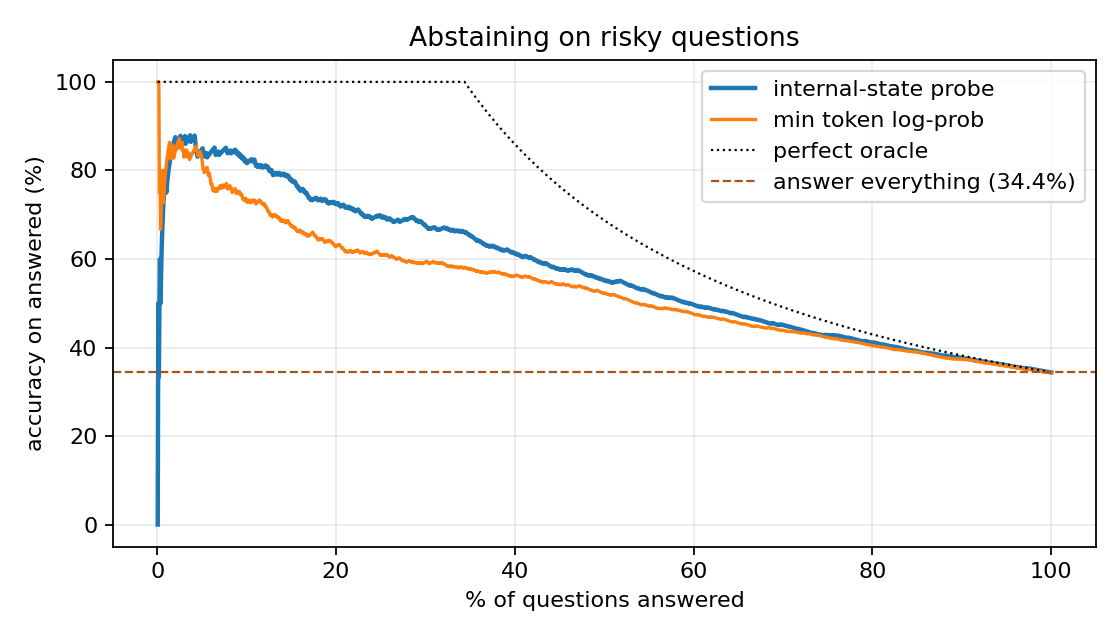 Abstaining on risky questions
accuracy on answered (%)
100
80
60
40
20
0
internal-state probe
min token log-prob
perfect oracle
answer everything (34.4%)
0 20 40 60 80 100
% of questions answered